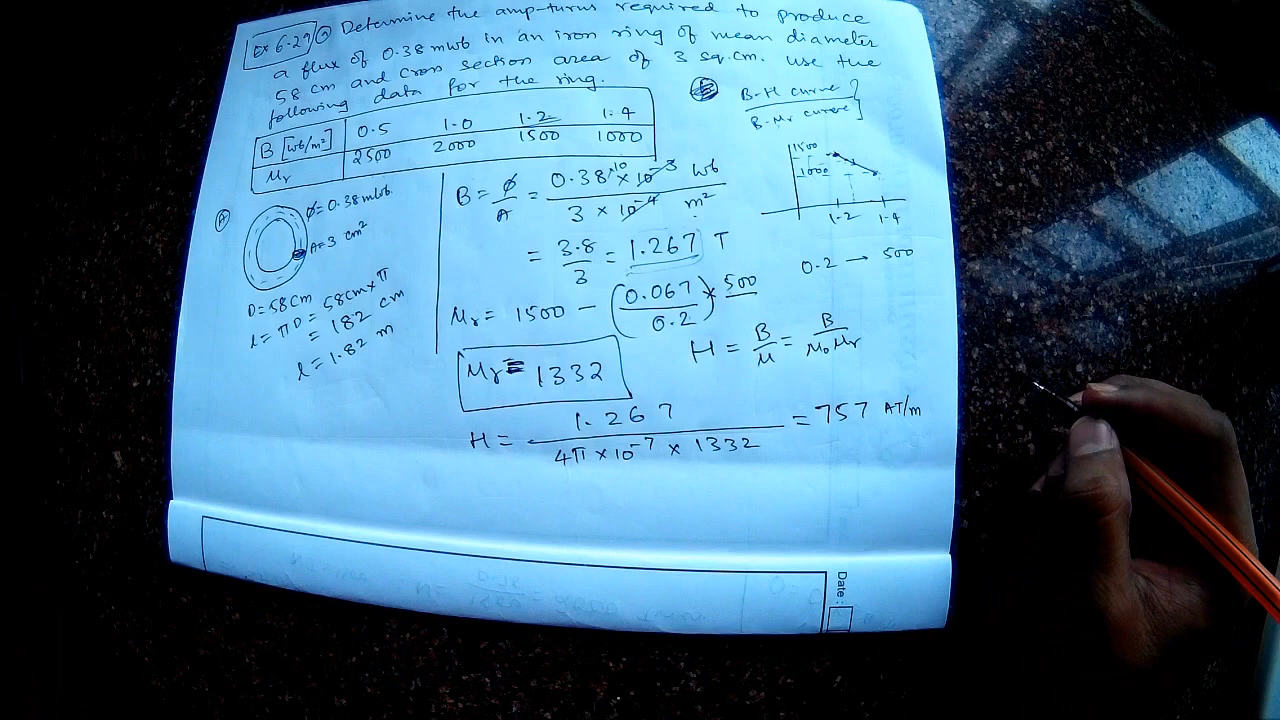 Ex 6.29) Q Determine the amp-turns required to produce
a flux of 0.38 mwb in an iron ring of mean diameter
58 cm and cross section area of 3 sq.cm. use the
following data for the ring.
B [wb/m²] 0.5 1.0 1.2 1.4
μr 2500 2000 1500 1000
B-H curve ?
B-μr curve
1500
1000
1.2 1.4
0.2 → 500
A
φ = 0.38 mwb.
A = 3 cm²
D = 58 cm
l = πD = 58cm × π
= 182 cm
l = 1.82 m
B = φ/A = 0.38 × 10⁻³ wb / 3 × 10⁻⁴ m²
= 3.8/3 = 1.267 T
μr = 1500 - (0.067/0.2) × 500
μr = 1332
H = B/μ = B/μ₀μr
H = 1.267 / 4π × 10⁻⁷ × 1332 = 757 AT/m
Date :